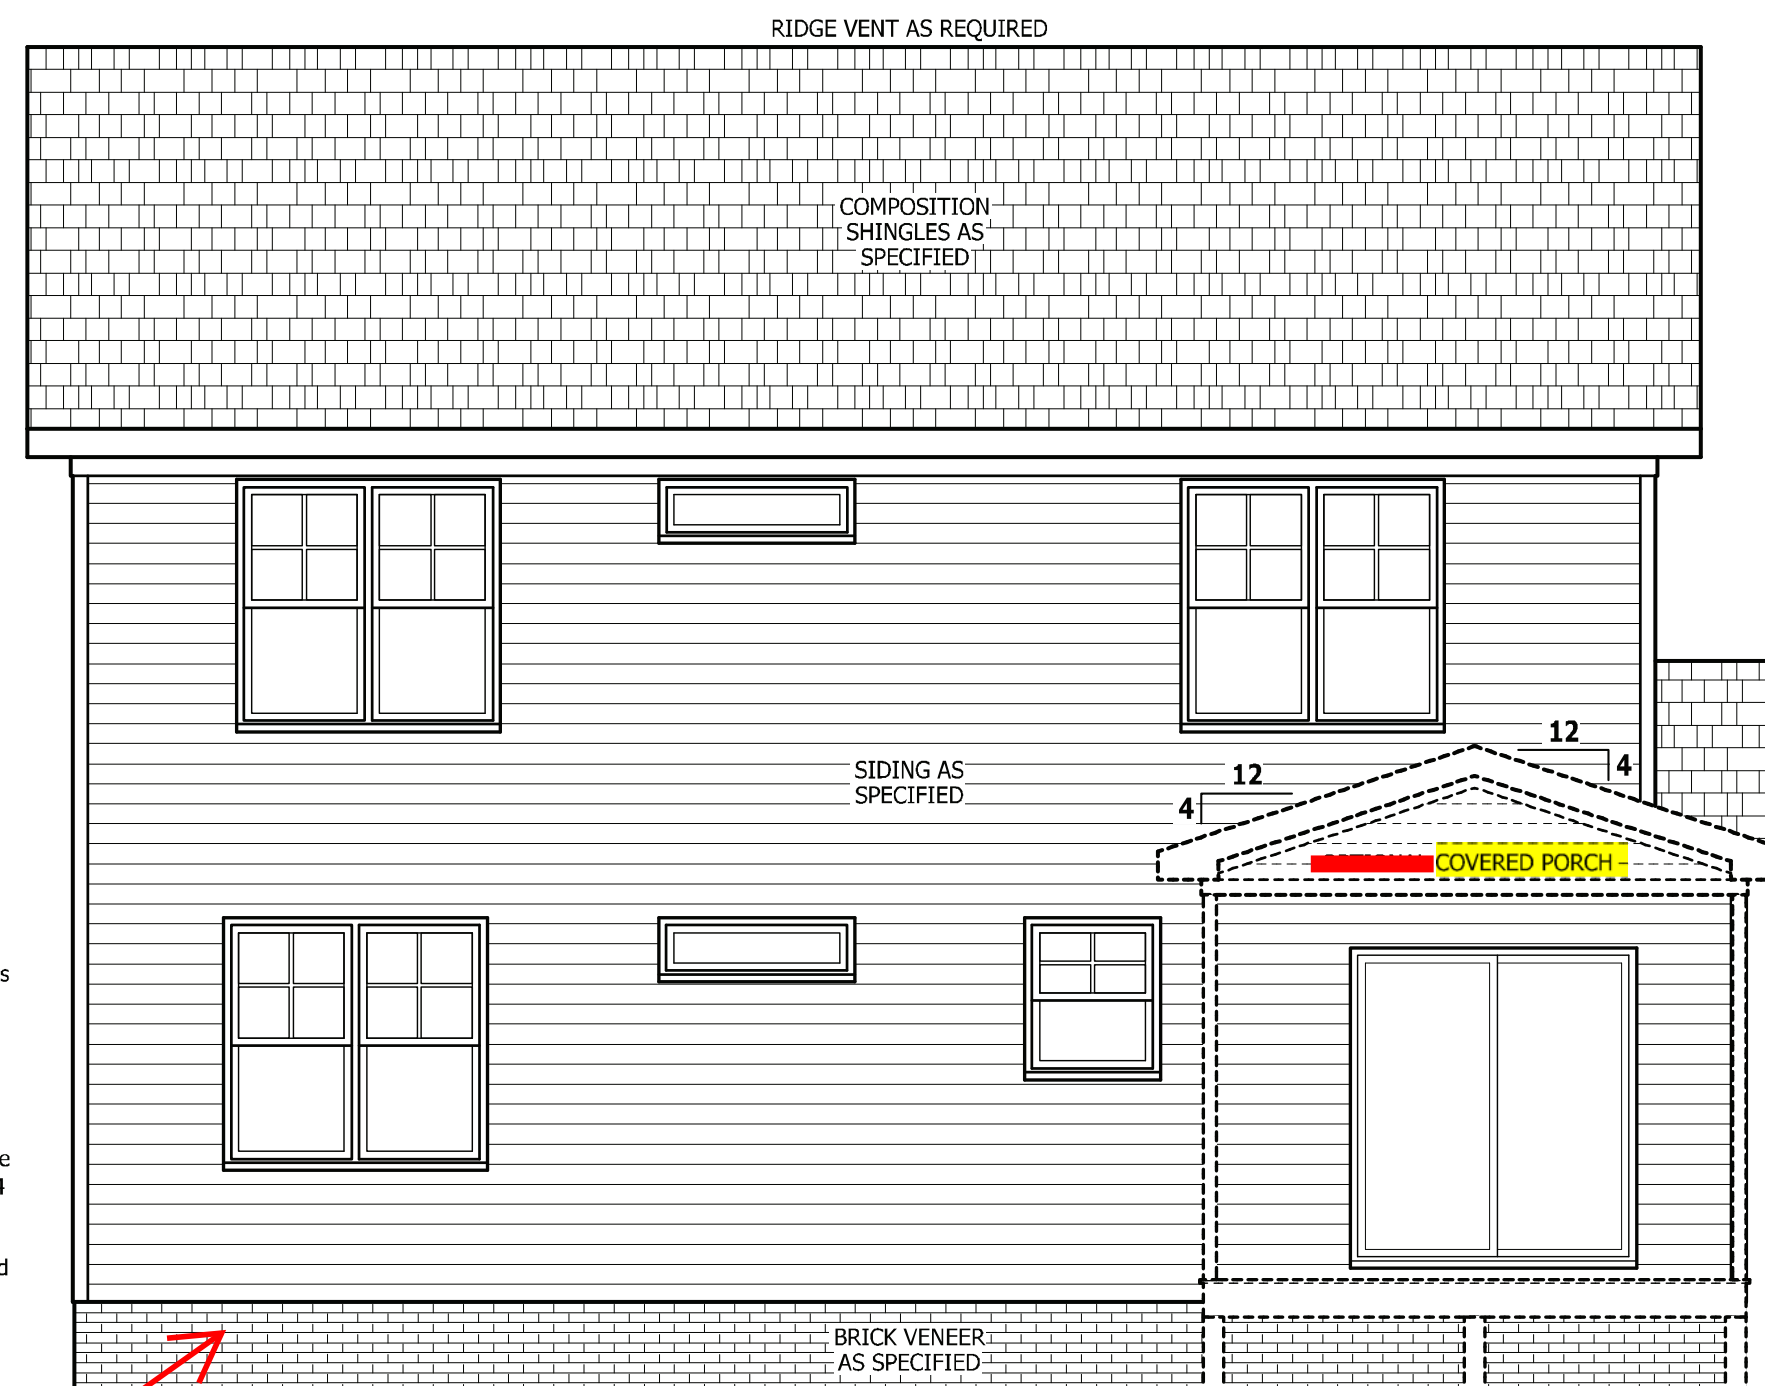 RIDGE VENT AS REQUIRED
COMPOSITION
SHINGLES AS
SPECIFIED
12
4
12
4
SIDING AS
SPECIFIED
COVERED PORCH
s
e
4
d
BRICK VENEER
AS SPECIFIED